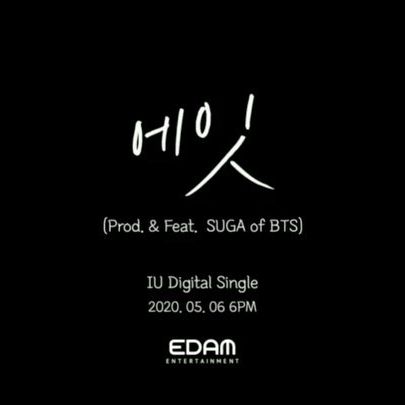 에잇
(Prod. & Feat. SUGA of BTS)
IU Digital Single
2020. 05. 06 6PM
EDAM
ENTERTAINMENT